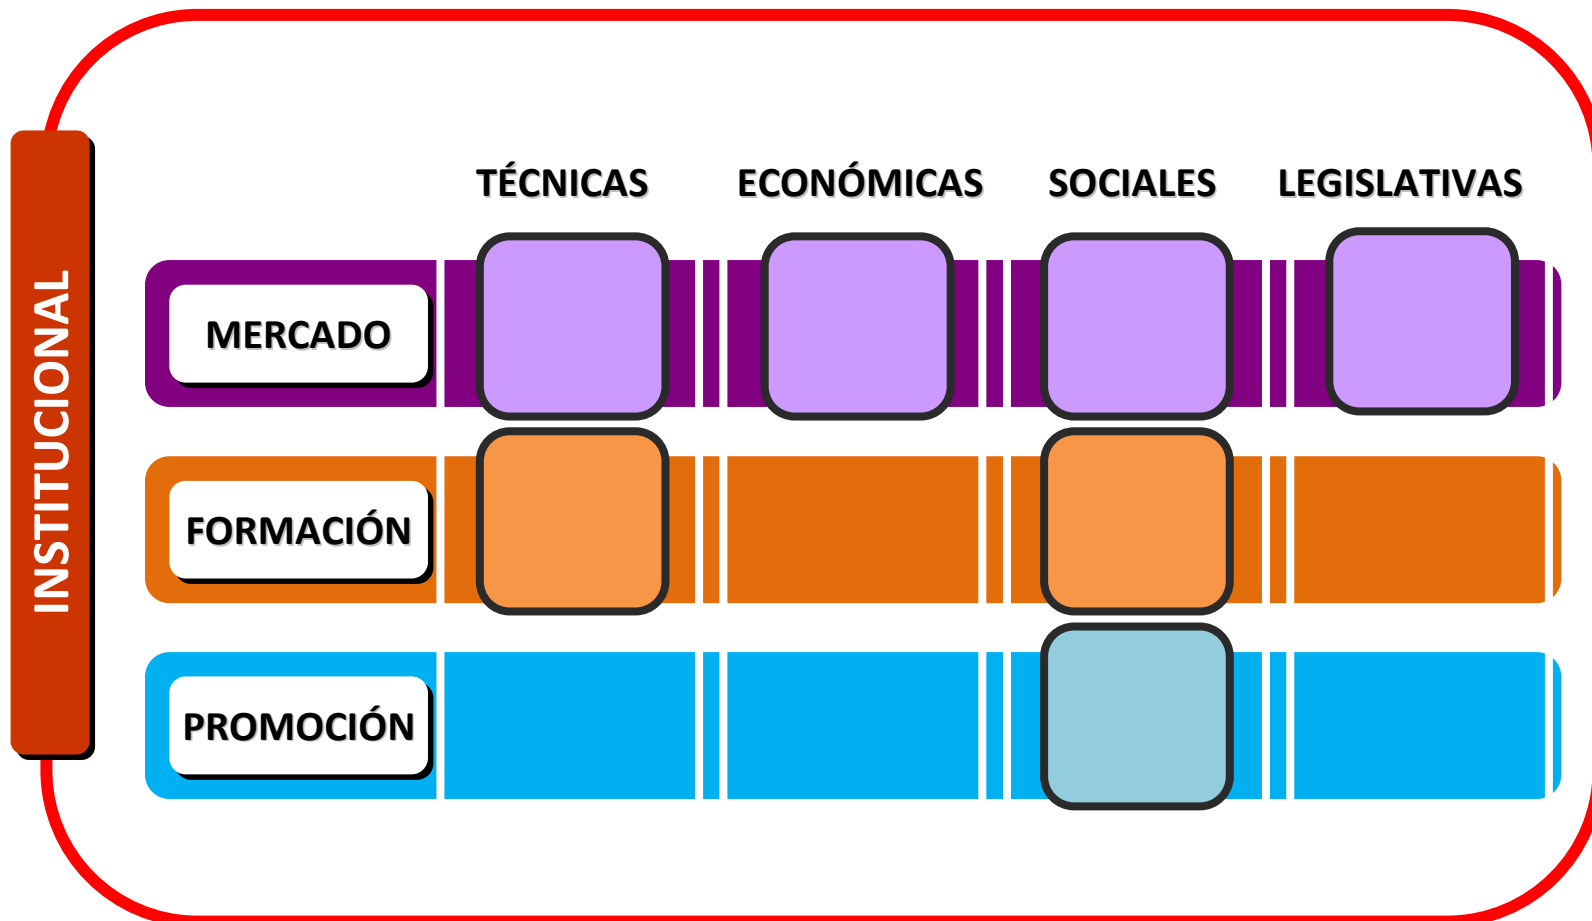 INSTITUCIONAL
TÉCNICAS ECONÓMICAS SOCIALES LEGISLATIVAS
MERCADO
FORMACIÓN
PROMOCIÓN